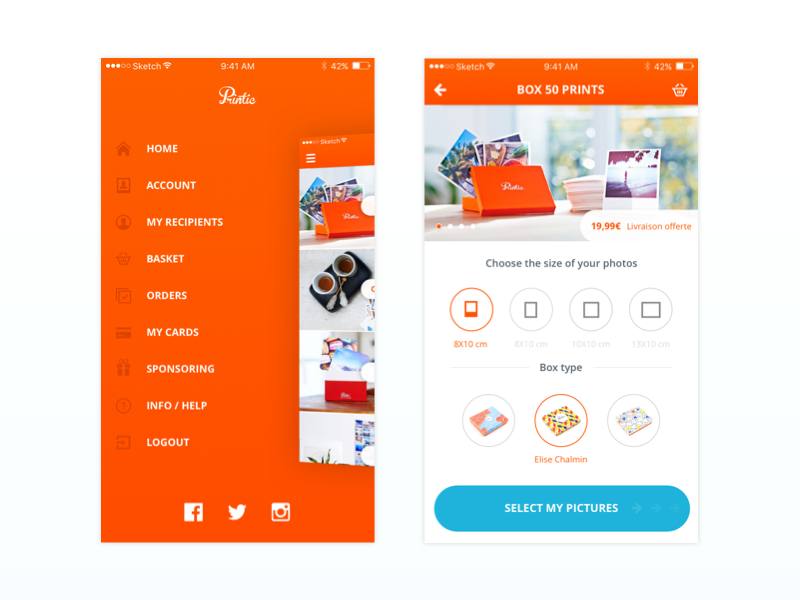 Sketch 9:41 AM 42%
Printic
HOME
ACCOUNT
MY RECIPIENTS
BASKET
ORDERS
MY CARDS
SPONSORING
INFO / HELP
LOGOUT
Sketch
Printic
Sketch 9:41 AM 42%
BOX 50 PRINTS
Printic
19,99€ Livraison offerte
Choose the size of your photos
8X10 cm 8X10 cm 10X10 cm 13X10 cm
Box type
Elise Chalmin
SELECT MY PICTURES